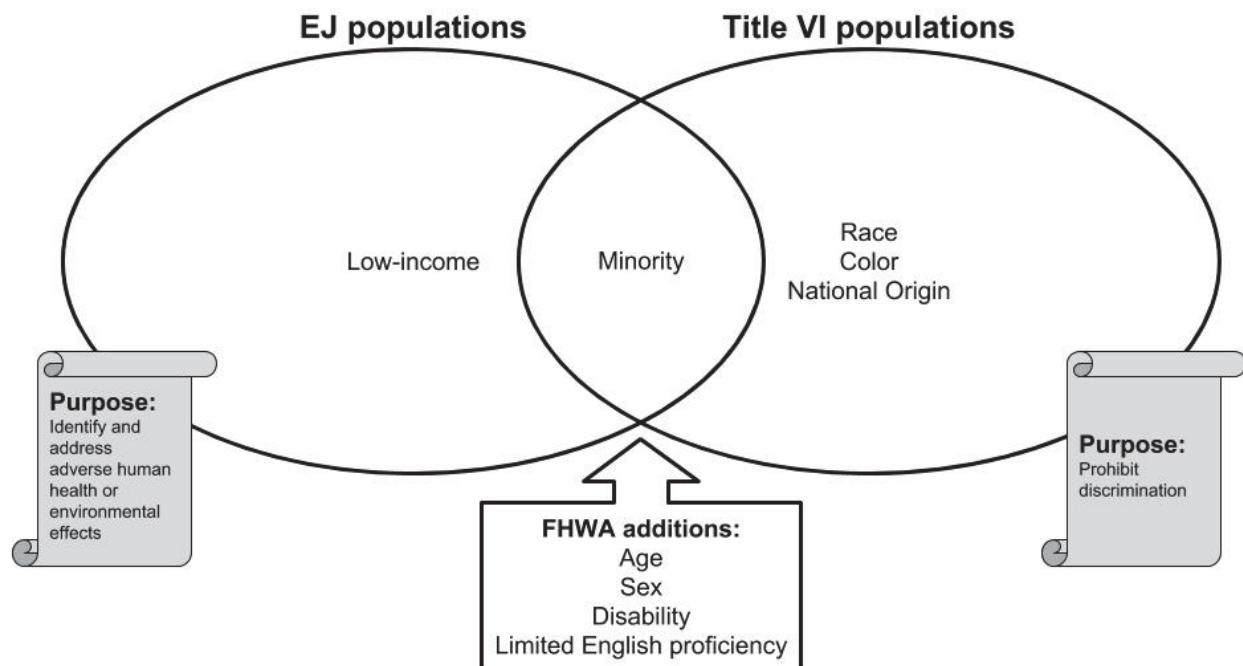 EJ populations
Title VI populations
Low-income
Minority
Race
Color
National Origin
Purpose:
Identify and
address
adverse human
health or
environmental
effects
Purpose:
Prohibit
discrimination
FHWA additions:
Age
Sex
Disability
Limited English proficiency